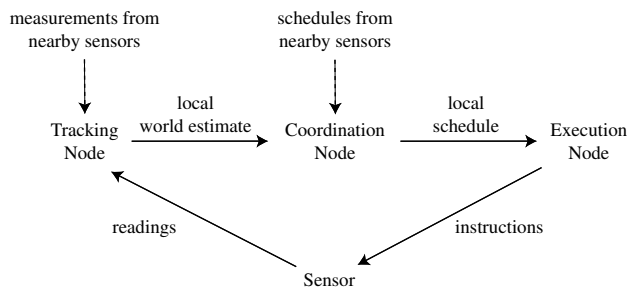 measurements from
nearby sensors
schedules from
nearby sensors
local
world estimate
local
schedule
Tracking
Node
Coordination
Node
Execution
Node
readings
instructions
Sensor